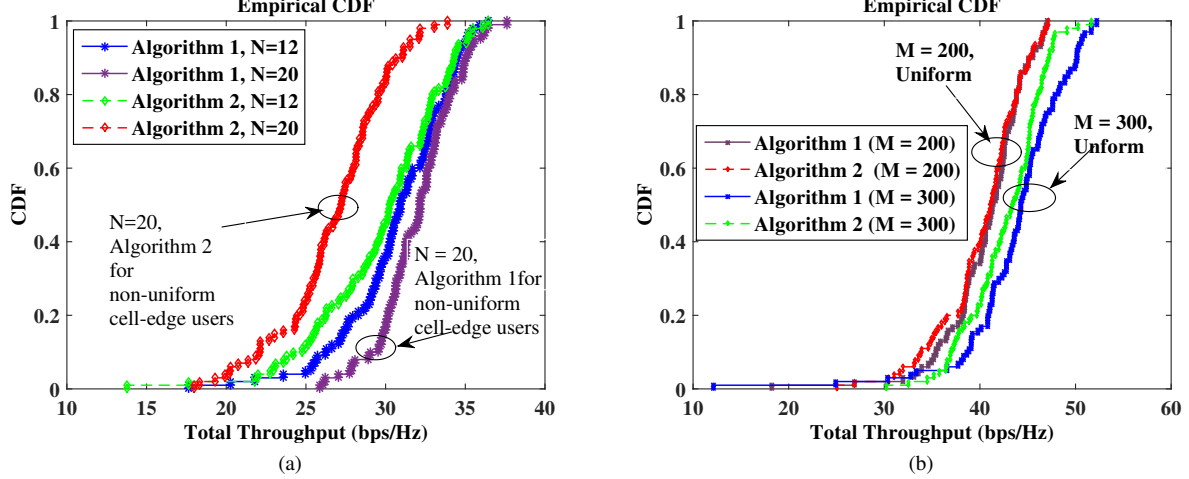 Empirical CDF
1
0.8
0.6
0.4
0.2
0
CDF
Algorithm 1, N=12
Algorithm 1, N=20
Algorithm 2, N=12
Algorithm 2, N=20
N=20,
Algorithm 2
for
non-uniform
cell-edge users
N = 20,
Algorithm 1for
non-uniform
cell-edge users
10 15 20 25 30 35 40
Total Throughput (bps/Hz)
(a)
Empirical CDF
1
0.8
0.6
0.4
0.2
0
CDF
M = 200,
Uniform
M = 300,
Unform
Algorithm 1 (M = 200)
Algorithm 2 (M = 200)
Algorithm 1 (M = 300)
Algorithm 2 (M = 300)
10 20 30 40 50 60
Total Throughput (bps/Hz)
(b)